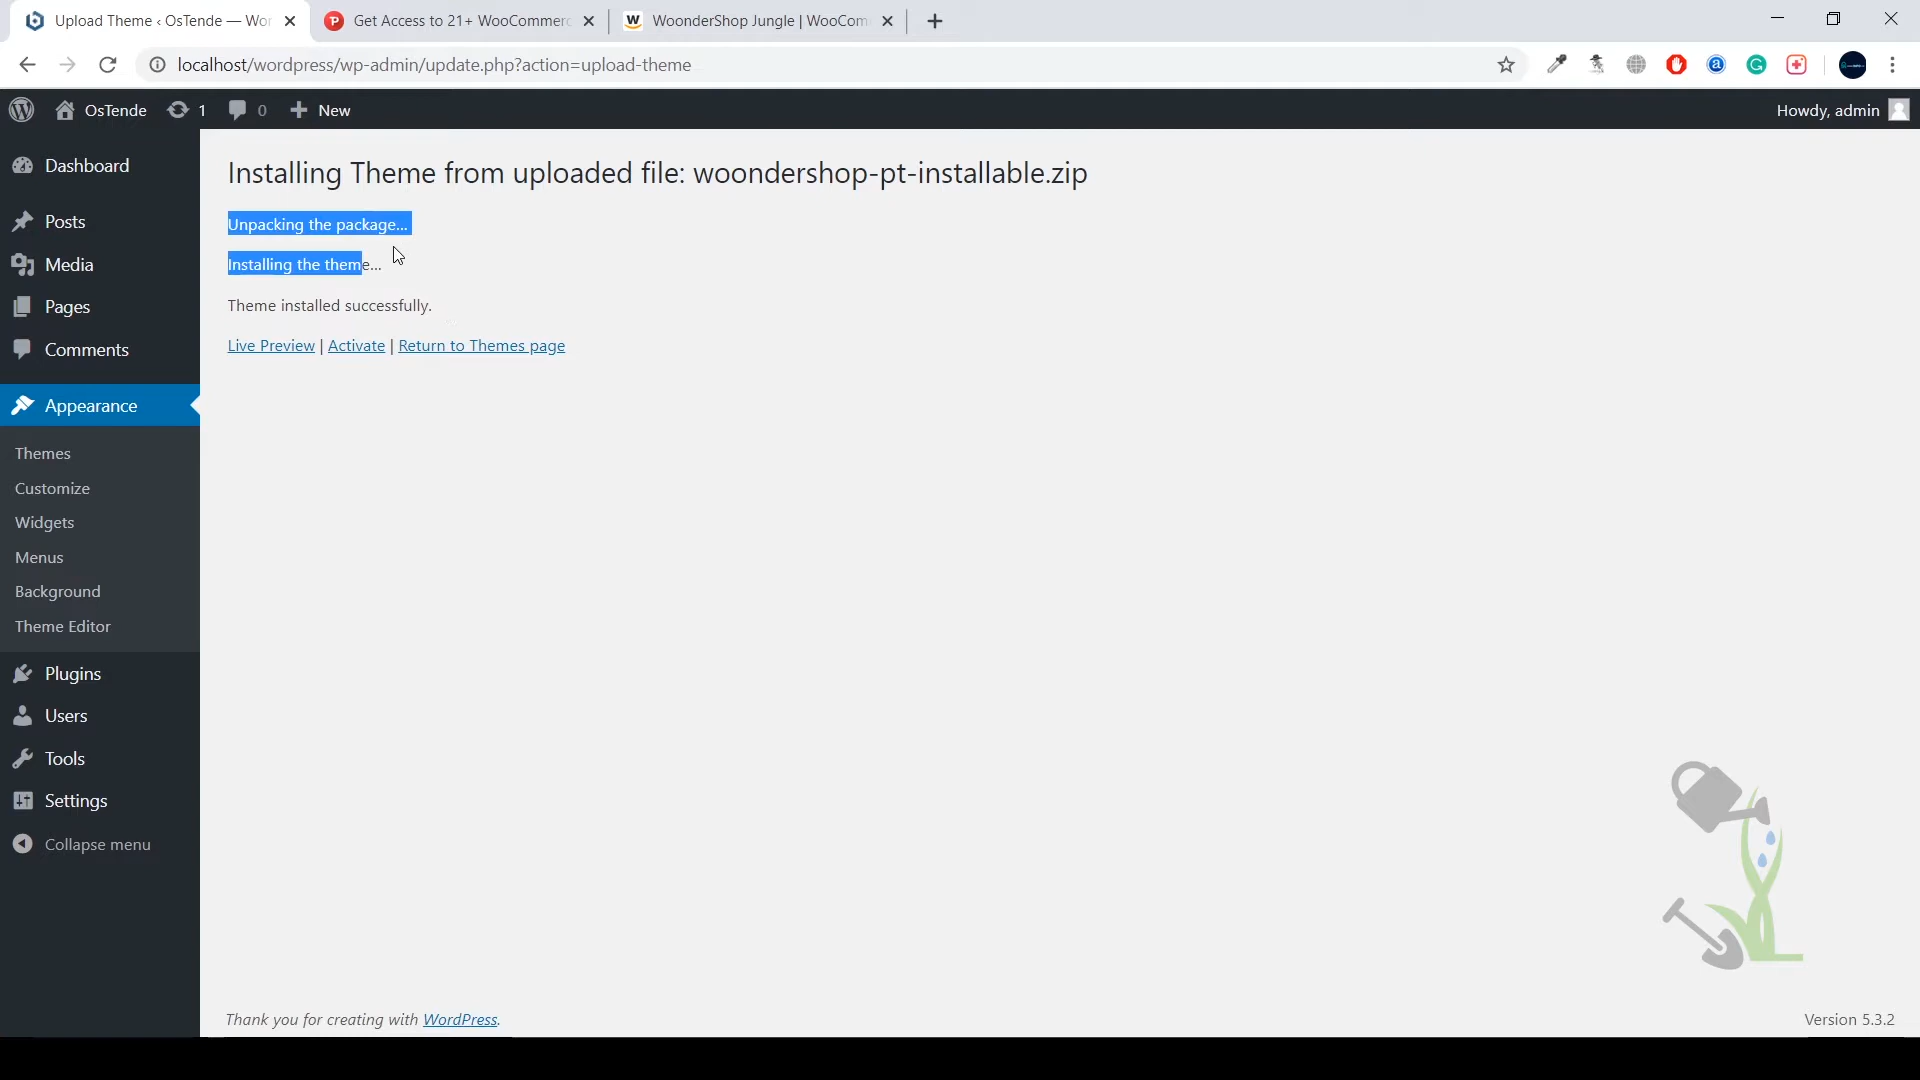 Upload Theme ‹ OsTende — Wor
Get Access to 21+ WooCommerc
W WoonderShop Jungle | WooCom
localhost/wordpress/wp-admin/update.php?action=upload-theme
OsTende 1 0 New
Howdy, admin
Dashboard
Posts
Media
Pages
Comments
Appearance
Themes
Customize
Widgets
Menus
Background
Theme Editor
Plugins
Users
Tools
Settings
Collapse menu
Installing Theme from uploaded file: woondershop-pt-installable.zip
Unpacking the package...
Installing the theme...
Theme installed successfully.
Live Preview | Activate | Return to Themes page
Thank you for creating with WordPress.
Version 5.3.2